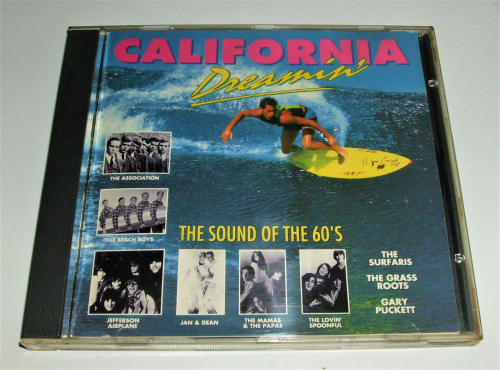 CALIFORNIA
Dreamin'
THE ASSOCIATION
THE BEACH BOYS
THE SOUND OF THE 60'S
JEFFERSON
AIRPLANE
JAN & DEAN
THE MAMAS
& THE PAPAS
THE LOVIN'
SPOONFUL
THE
SURFARIS
THE GRASS
ROOTS
GARY
PUCKETT